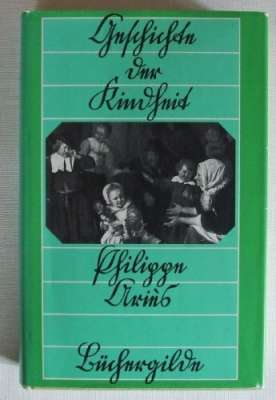 Geschichte
der
Kindheit
Philippe
Ariès
Büchergilde